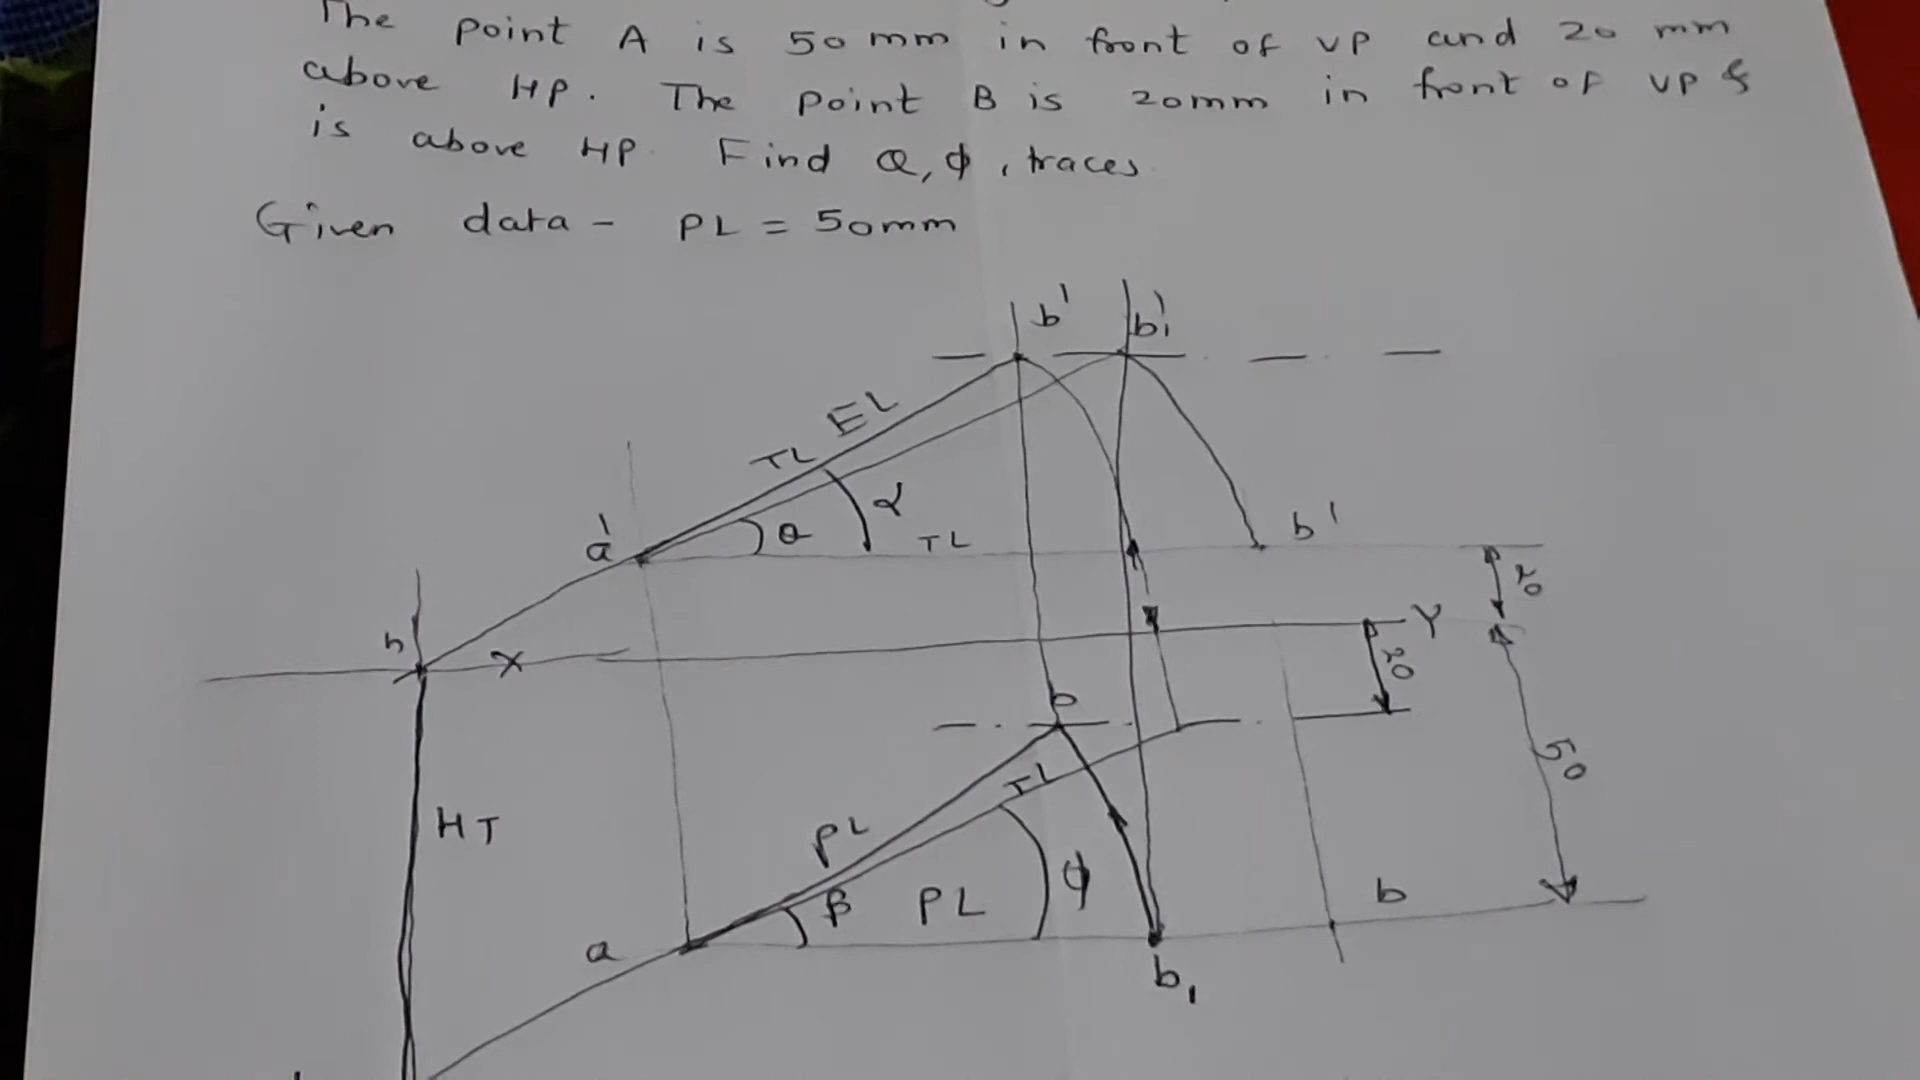 The point A is 50 mm in front of VP and 20 mm
above HP. The point B is 20mm in front of VP &
is above HP. Find θ, φ, traces.
Given data - PL = 50mm
b'
b1'
EL
TL
α
a'
θ
TL
b'
20
h
X
Y
20
b
TL
50
HT
PL
β
PL
φ
b
a
b1